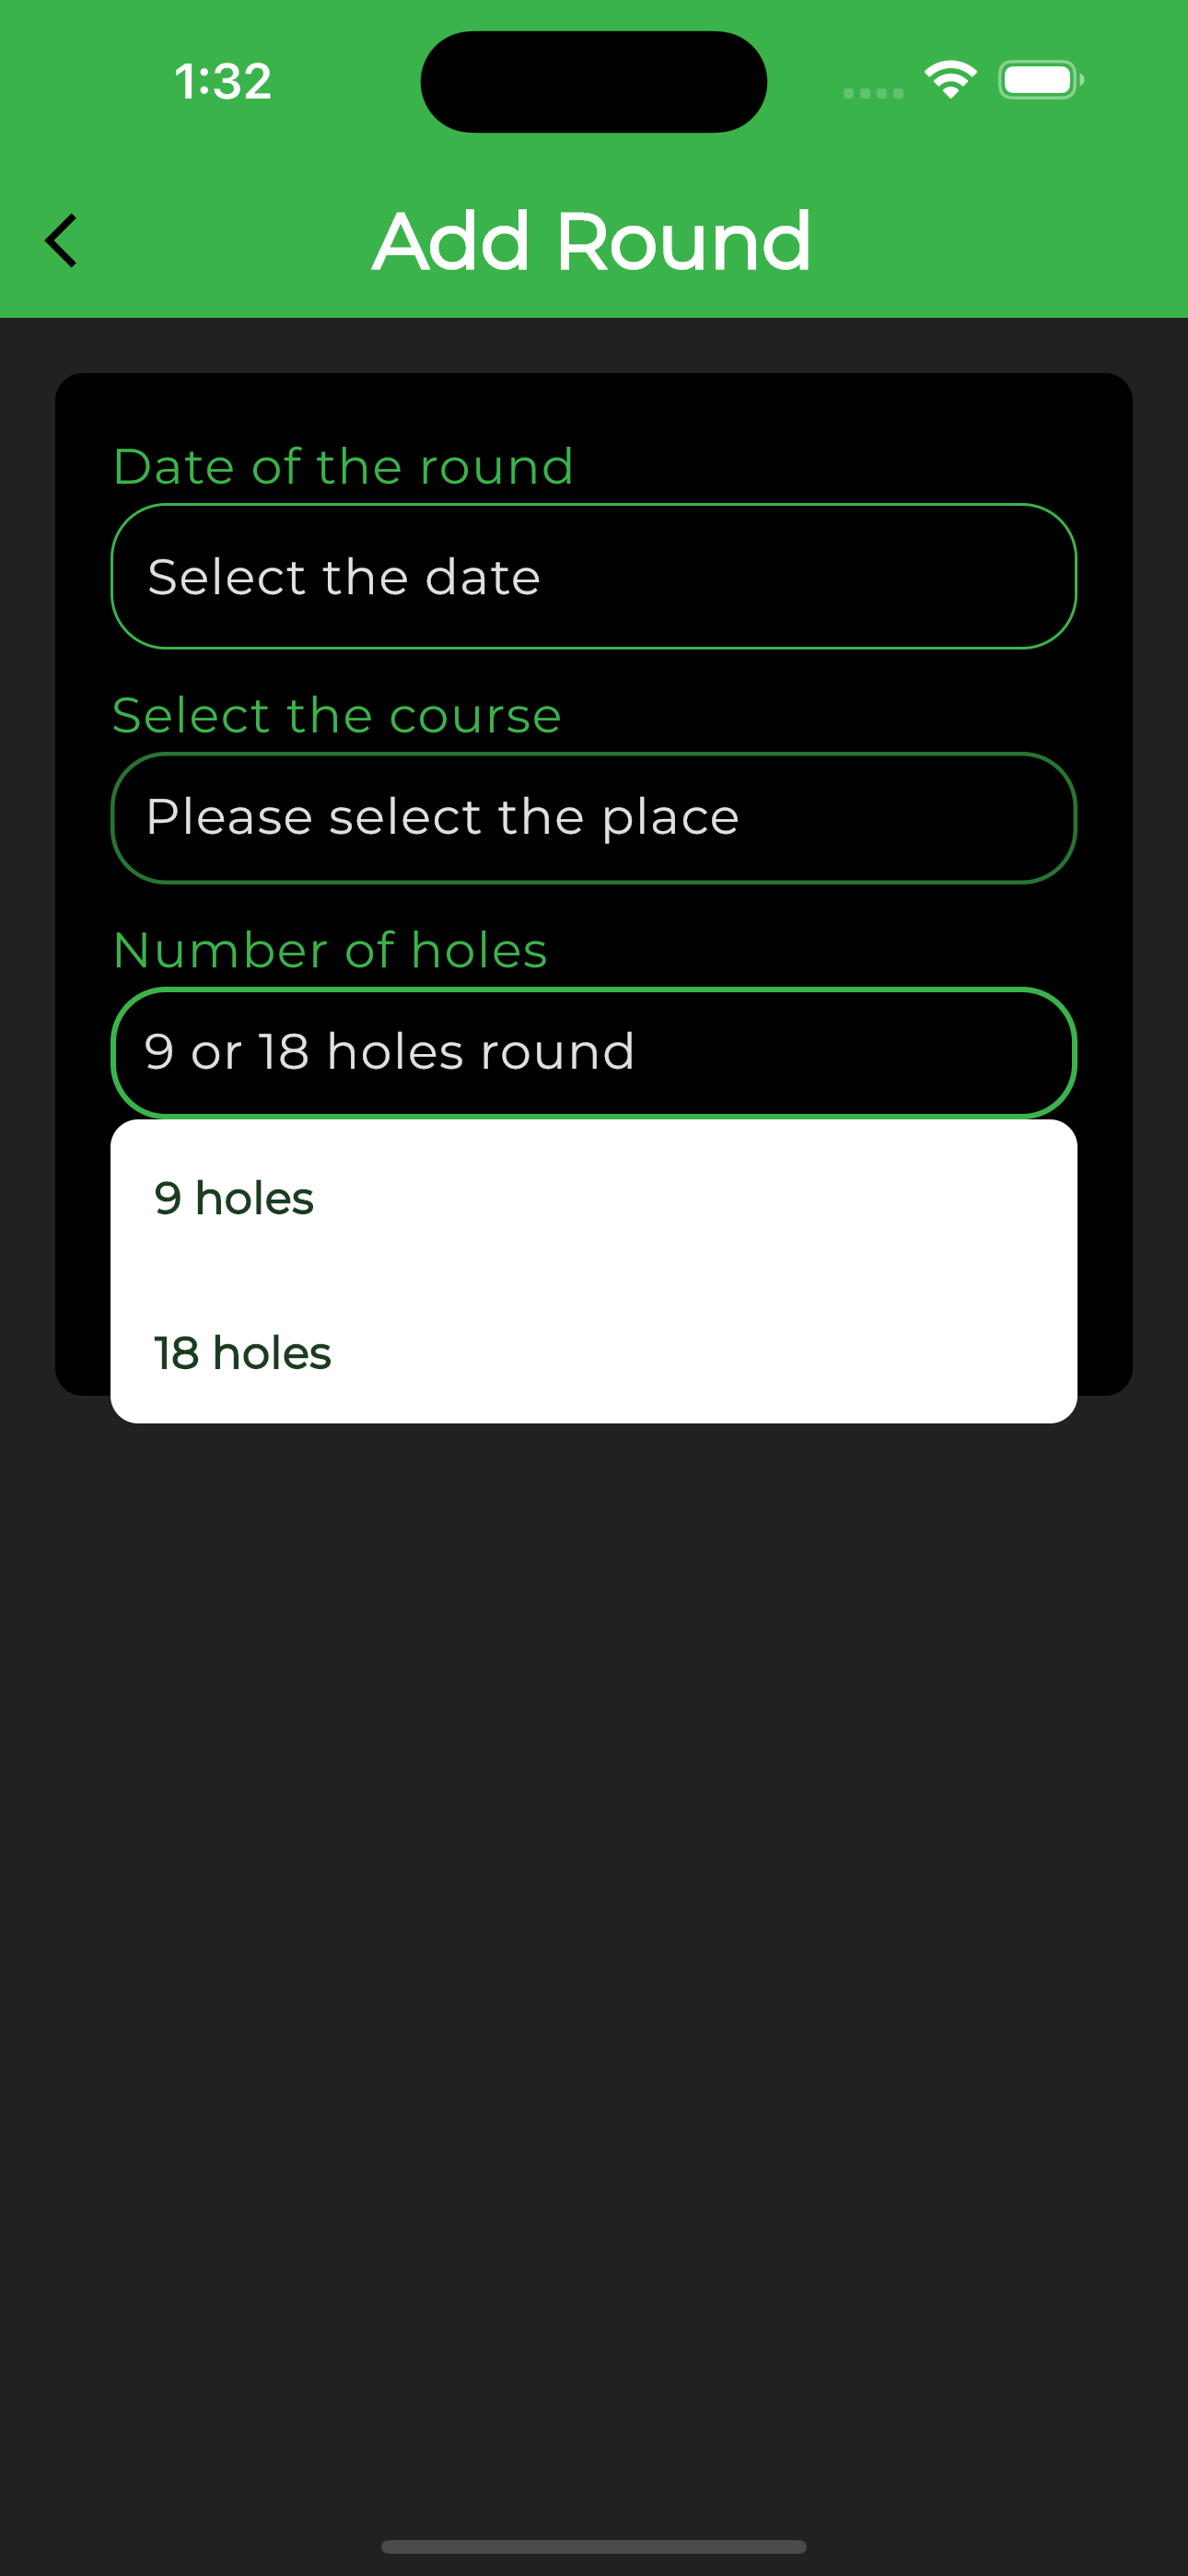 1:32
Add Round
Date of the round
Select the date
Select the course
Please select the place
Number of holes
9 or 18 holes round
9 holes
18 holes